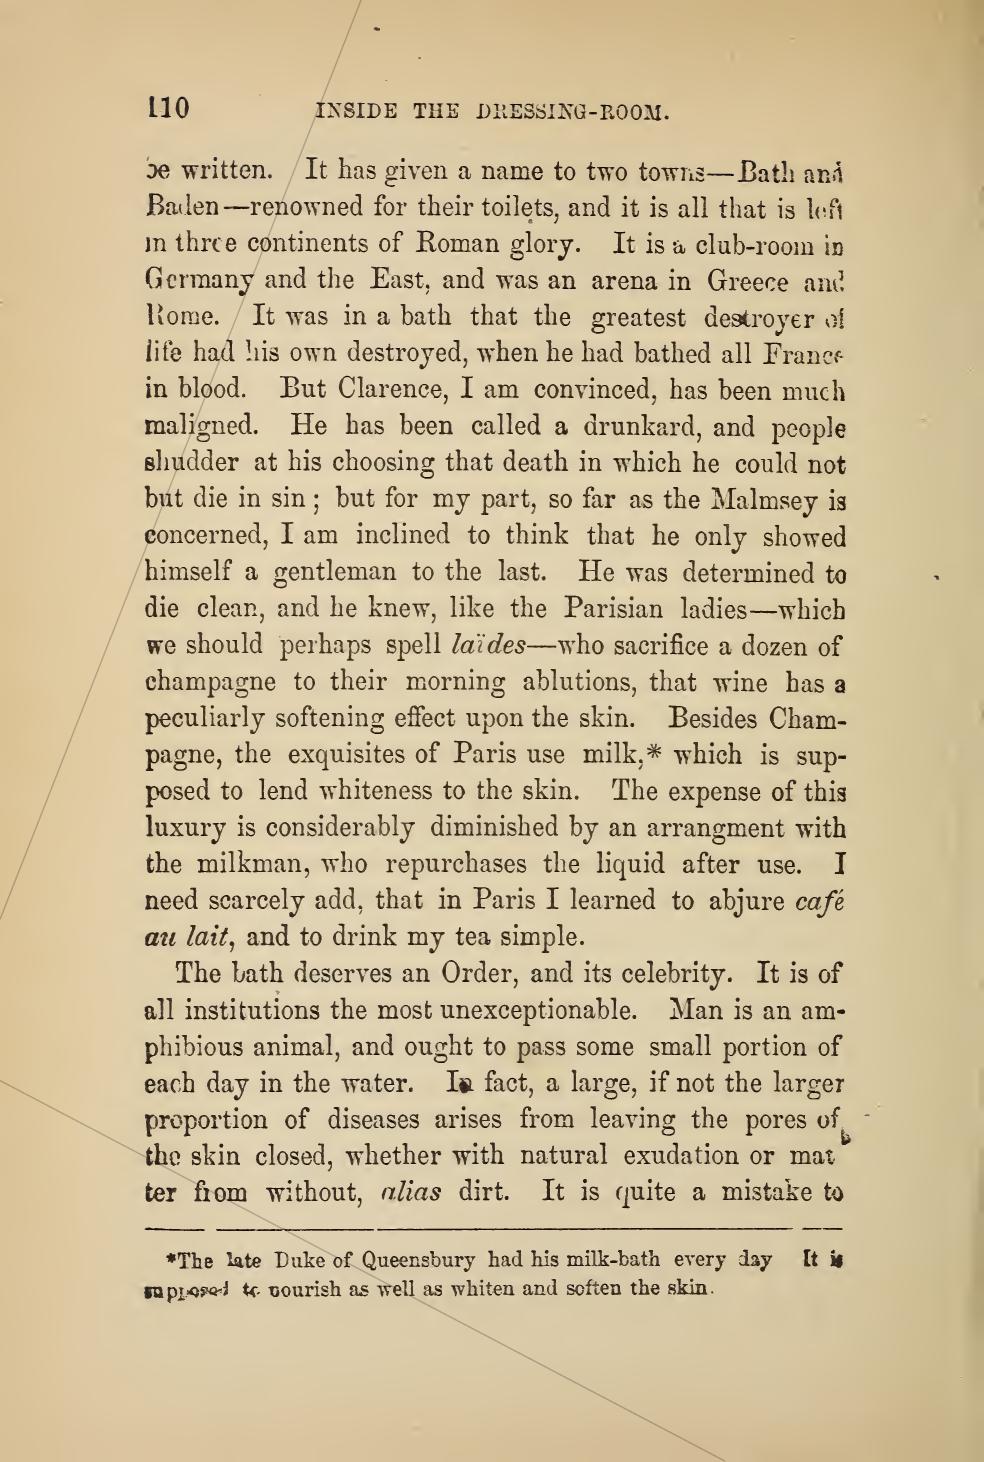 110 INSIDE THE DRESSING-ROOM.
be written. It has given a name to two towns—Bath and
Baden—renowned for their toilets, and it is all that is left
in three continents of Roman glory. It is a club-room in
Germany and the East, and was an arena in Greece and
Rome. It was in a bath that the greatest destroyer of
life had his own destroyed, when he had bathed all France
in blood. But Clarence, I am convinced, has been much
maligned. He has been called a drunkard, and people
shudder at his choosing that death in which he could not
but die in sin; but for my part, so far as the Malmsey is
concerned, I am inclined to think that he only showed
himself a gentleman to the last. He was determined to
die clean, and he knew, like the Parisian ladies—which
we should perhaps spell laïdes—who sacrifice a dozen of
champagne to their morning ablutions, that wine has a
peculiarly softening effect upon the skin. Besides Cham-
pagne, the exquisites of Paris use milk,* which is sup-
posed to lend whiteness to the skin. The expense of this
luxury is considerably diminished by an arrangment with
the milkman, who repurchases the liquid after use. I
need scarcely add, that in Paris I learned to abjure café
au lait, and to drink my tea simple.
The bath deserves an Order, and its celebrity. It is of
all institutions the most unexceptionable. Man is an am-
phibious animal, and ought to pass some small portion of
each day in the water. In fact, a large, if not the larger
proportion of diseases arises from leaving the pores of
the skin closed, whether with natural exudation or mat
ter from without, alias dirt. It is quite a mistake to
*The late Duke of Queensbury had his milk-bath every day It is
supposed to nourish as well as whiten and soften the skin.